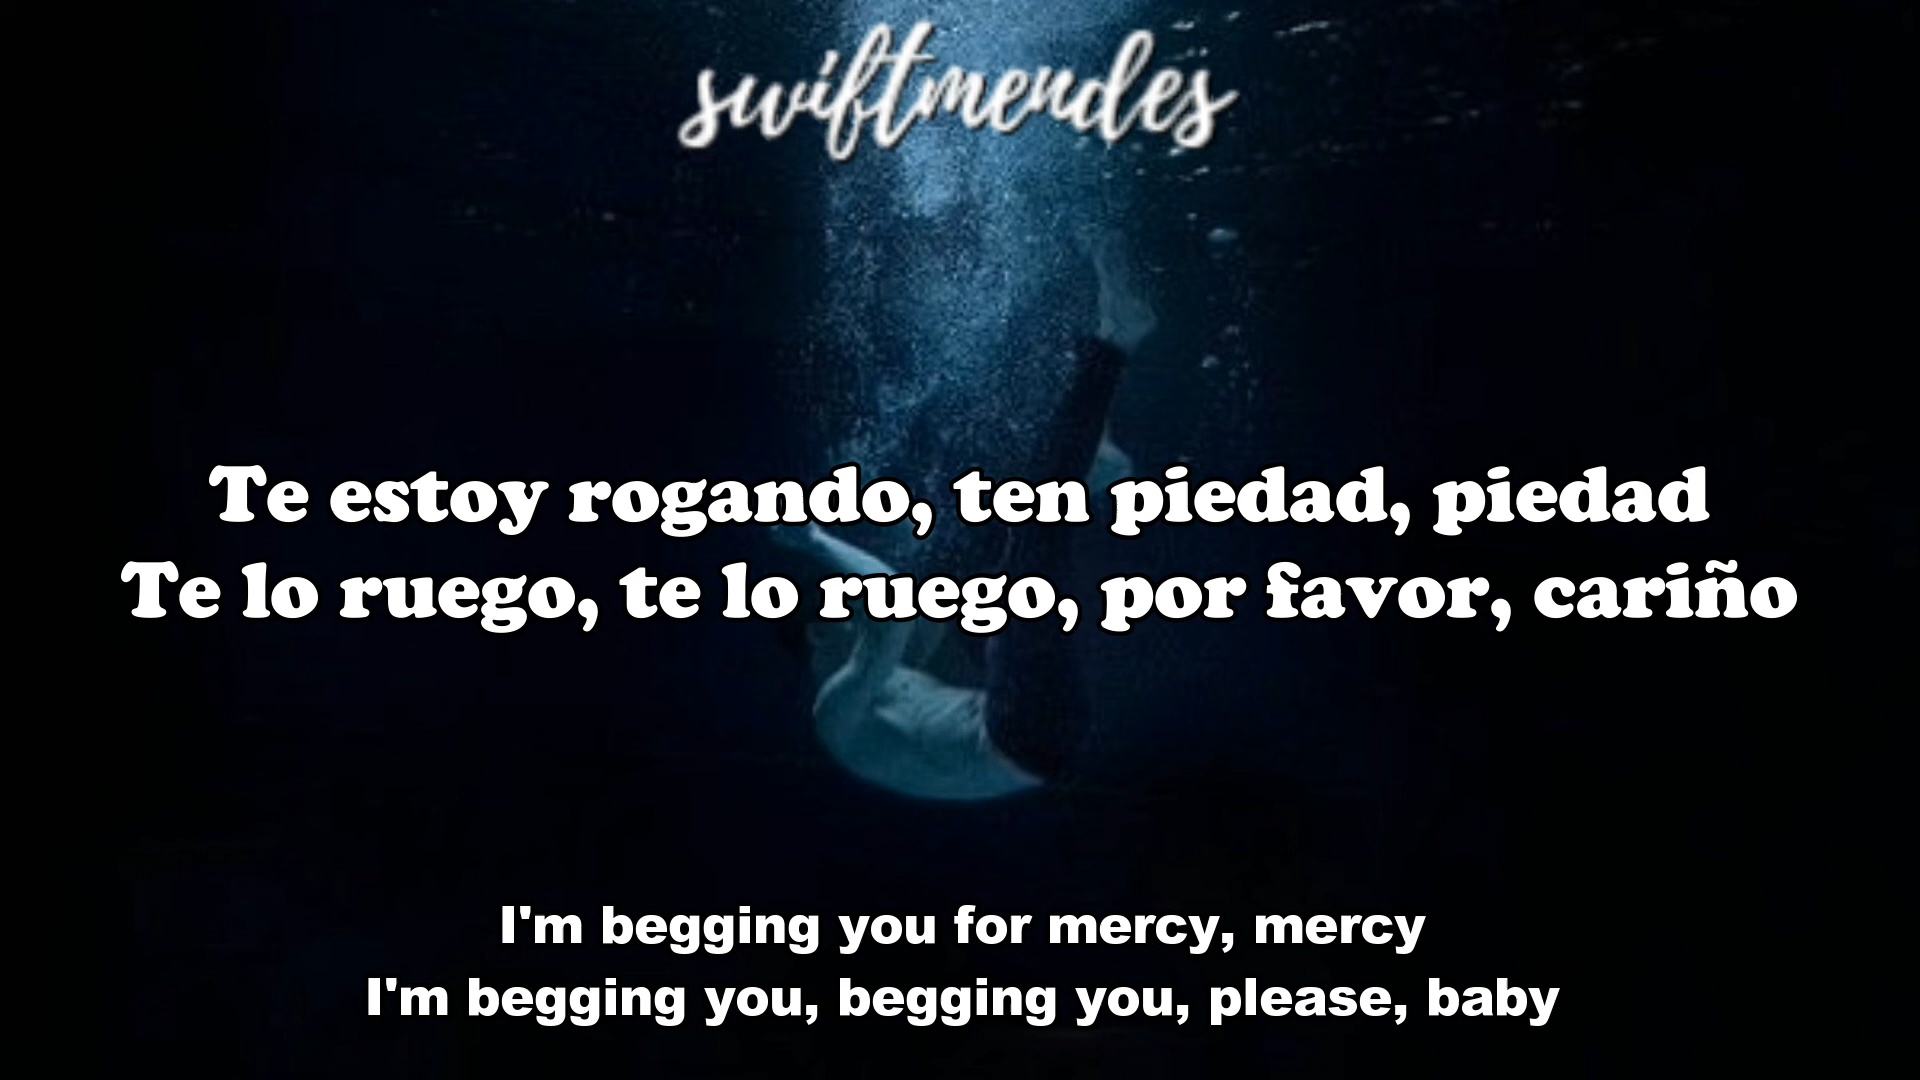 swiftmendes
Te estoy rogando, ten piedad, piedad
Te lo ruego, te lo ruego, por favor, cariño
I'm begging you for mercy, mercy
I'm begging you, begging you, please, baby